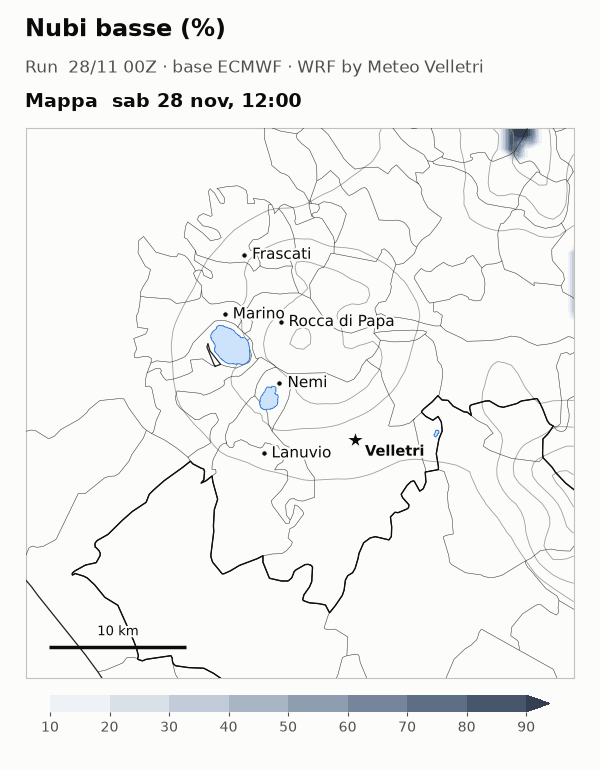 Nubi basse (%)
Run  28/11 00Z · base ECMWF · WRF by Meteo Velletri
Mappa  sab 28 nov, 12:00
Frascati
Marino
Rocca di Papa
Nemi
Velletri
Lanuvio
10 km
10 20 30 40 50 60 70 80 90